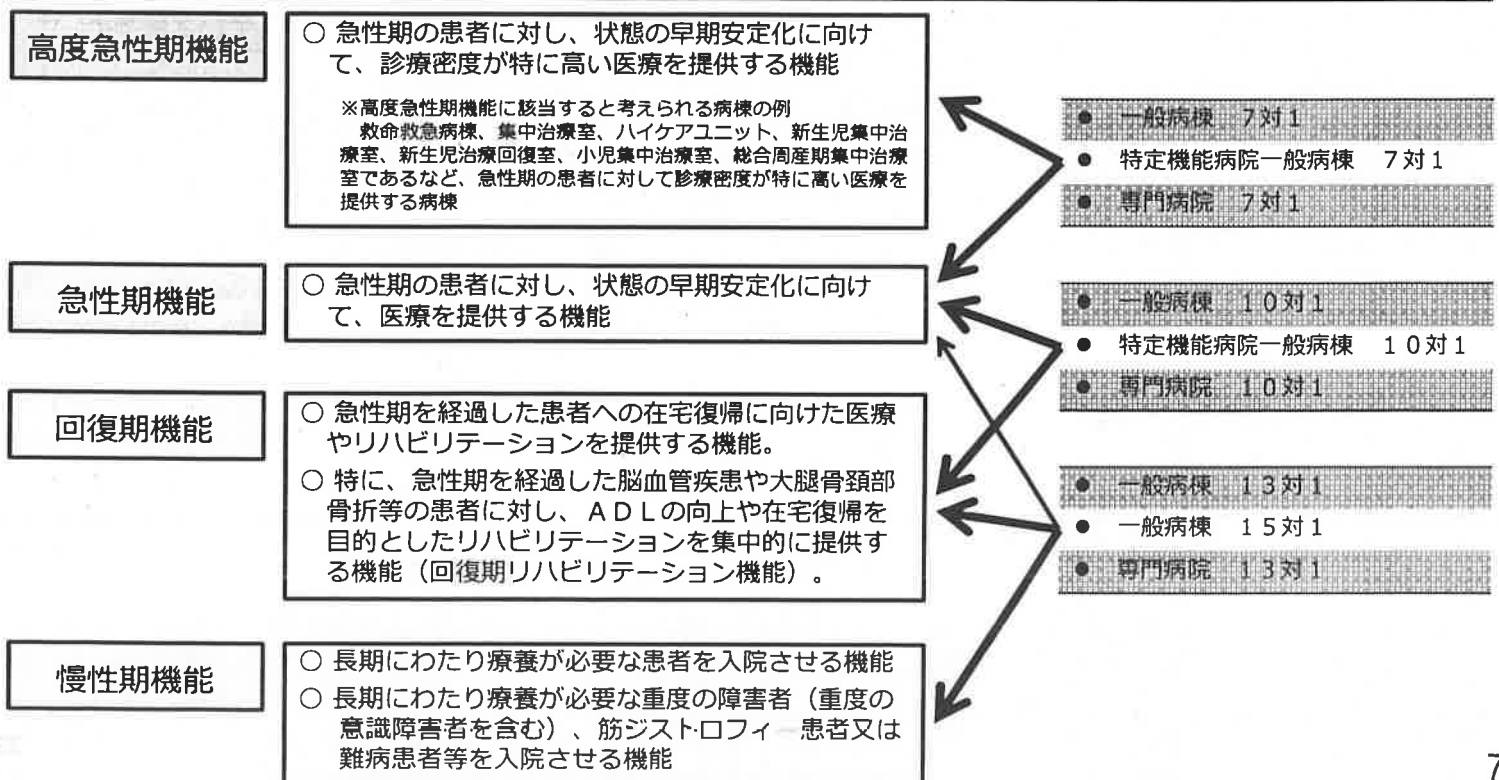 高度急性期機能
○ 急性期の患者に対し、状態の早期安定化に向け
て、診療密度が特に高い医療を提供する機能
※高度急性期機能に該当すると考えられる病棟の例
救命救急病棟、集中治療室、ハイケアユニット、新生児集中治
療室、新生児治療回復室、小児集中治療室、総合周産期集中治療
室であるなど、急性期の患者に対して診療密度が特に高い医療を
提供する病棟
急性期機能
○ 急性期の患者に対し、状態の早期安定化に向け
て、医療を提供する機能
回復期機能
○ 急性期を経過した患者への在宅復帰に向けた医療
やリハビリテーションを提供する機能。
○ 特に、急性期を経過した脳血管疾患や大腿骨頚部
骨折等の患者に対し、ADLの向上や在宅復帰を
目的としたリハビリテーションを集中的に提供す
る機能（回復期リハビリテーション機能）。
慢性期機能
○ 長期にわたり療養が必要な患者を入院させる機能
○ 長期にわたり療養が必要な重度の障害者（重度の
意識障害者を含む）、筋ジストロフィー患者又は
難病患者等を入院させる機能
● 一般病棟 7対1
● 特定機能病院一般病棟 7対1
● 専門病院 7対1
● 一般病棟 10対1
● 特定機能病院一般病棟 10対1
● 専門病院 10対1
● 一般病棟 13対1
● 一般病棟 15対1
● 専門病院 13対1
7